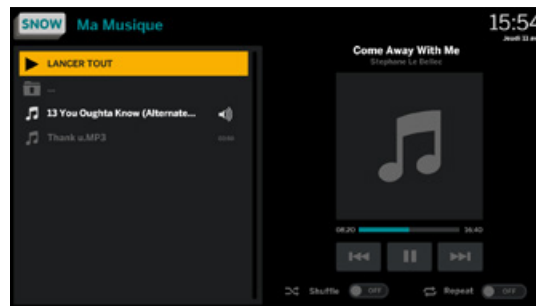 SNOW Ma Musique
15:54
LANCER TOUT
...
13 You Oughta Know (Alternate...
Thank u.MP3
Come Away With Me
Stephane Le Bellec
08:20
16:40
Shuffle OFF
Repeat OFF